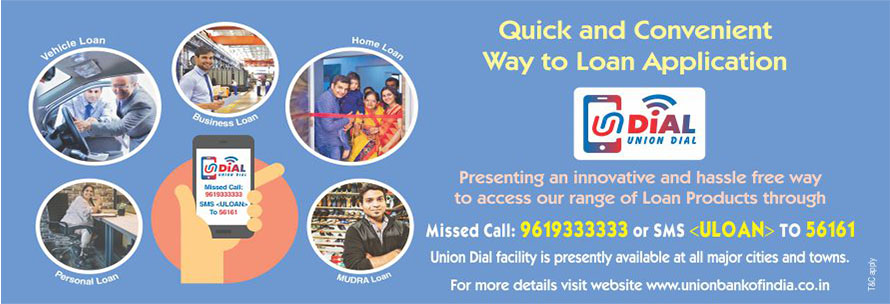 Vehicle Loan
Business Loan
Home Loan
Personal Loan
MUDRA Loan
UDIAL
UNION DIAL
Missed Call:
9619333333
SMS <ULOAN>
To 56161
Quick and Convenient
Way to Loan Application
UDIAL
UNION DIAL
Presenting an innovative and hassle free way
to access our range of Loan Products through
Missed Call: 9619333333 or SMS <ULOAN> TO 56161
Union Dial facility is presently available at all major cities and towns.
For more details visit website www.unionbankofindia.co.in
T&C apply